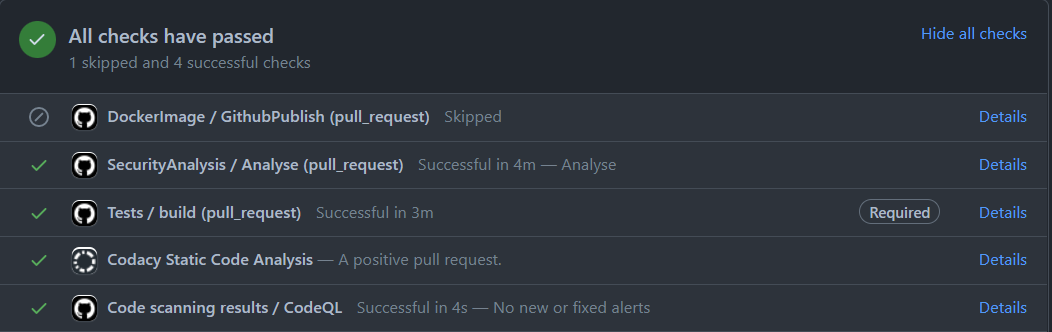 All checks have passed
Hide all checks
1 skipped and 4 successful checks
DockerImage / GithubPublish (pull_request) Skipped Details
SecurityAnalysis / Analyse (pull_request) Successful in 4m — Analyse Details
Tests / build (pull_request) Successful in 3m Required Details
Codacy Static Code Analysis — A positive pull request. Details
Code scanning results / CodeQL Successful in 4s — No new or fixed alerts Details